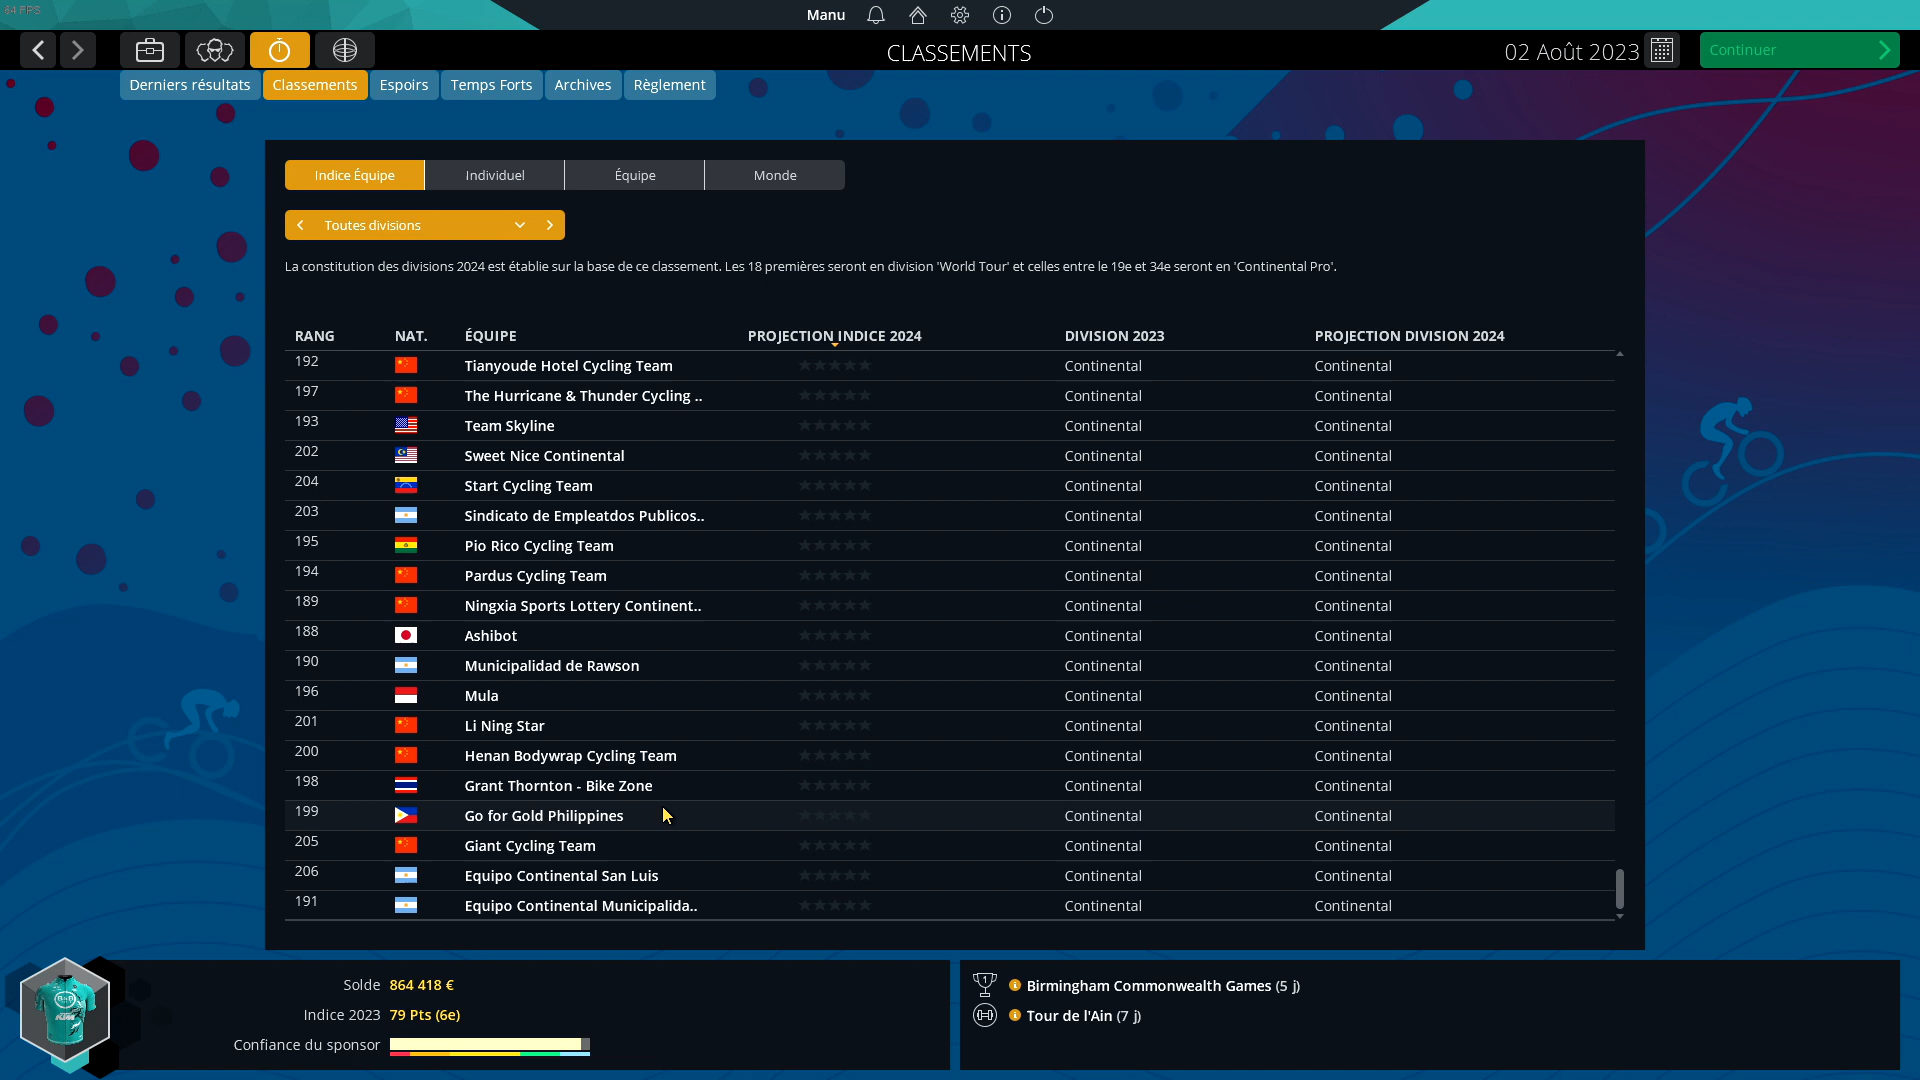 64 FPS
Manu
CLASSEMENTS
02 Août 2023
Continuer
Derniers résultats
Classements
Espoirs
Temps Forts
Archives
Règlement
Indice Équipe
Individuel
Équipe
Monde
Toutes divisions
La constitution des divisions 2024 est établie sur la base de ce classement. Les 18 premières seront en division 'World Tour' et celles entre le 19e et 34e seront en 'Continental Pro'.
RANG NAT. ÉQUIPE PROJECTION INDICE 2024 DIVISION 2023 PROJECTION DIVISION 2024
192 Tianyoude Hotel Cycling Team Continental Continental
197 The Hurricane & Thunder Cycling .. Continental Continental
193 Team Skyline Continental Continental
202 Sweet Nice Continental Continental Continental
204 Start Cycling Team Continental Continental
203 Sindicato de Empleatdos Publicos.. Continental Continental
195 Pio Rico Cycling Team Continental Continental
194 Pardus Cycling Team Continental Continental
189 Ningxia Sports Lottery Continent.. Continental Continental
188 Ashibot Continental Continental
190 Municipalidad de Rawson Continental Continental
196 Mula Continental Continental
201 Li Ning Star Continental Continental
200 Henan Bodywrap Cycling Team Continental Continental
198 Grant Thornton - Bike Zone Continental Continental
199 Go for Gold Philippines Continental Continental
205 Giant Cycling Team Continental Continental
206 Equipo Continental San Luis Continental Continental
191 Equipo Continental Municipalida.. Continental Continental
Solde 864 418 €
Indice 2023 79 Pts (6e)
Confiance du sponsor
Birmingham Commonwealth Games (5 j)
Tour de l'Ain (7 j)
B&B
KTM